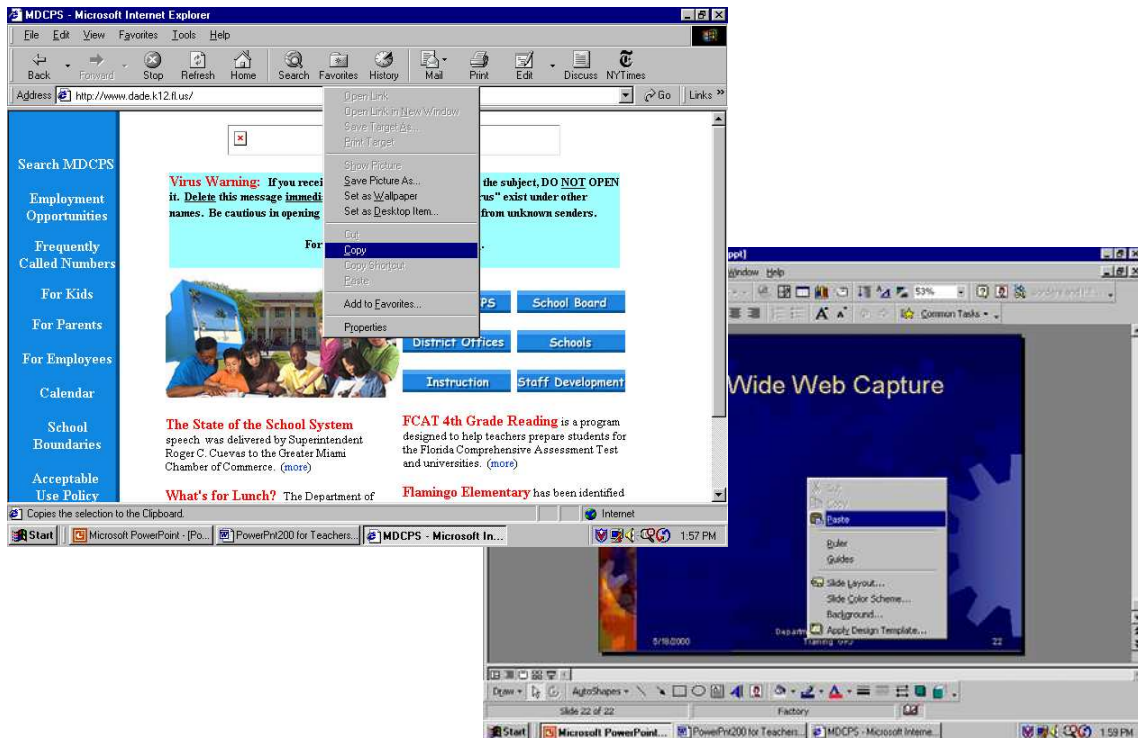 MDCPS - Microsoft Internet Explorer
File Edit View Favorites Tools Help
Back Forward Stop Refresh Home Search Favorites History Mail Print Edit Discuss NYTimes
Address http://www.dade.k12.fl.us/ Go Links »
Open Link
Open Link in New Window
Save Target As...
Print Target
Show Picture
Save Picture As...
Set as Wallpaper
Set as Desktop Item...
Cut
Copy
Copy Shortcut
Paste
Add to Favorites...
Properties
Search MDCPS
Employment
Opportunities
Frequently
Called Numbers
For Kids
For Parents
For Employees
Calendar
School
Boundaries
Acceptable
Use Policy
Virus Warning: If you recei the subject, DO NOT OPEN
it. Delete this message immedi us" exist under other
names. Be cautious in opening from unknown senders.
For
PS School Board
District Offices Schools
Instruction Staff Development
The State of the School System
speech was delivered by Superintendent
Roger C. Cuevas to the Greater Miami
Chamber of Commerce. (more)
What's for Lunch? The Department of
FCAT 4th Grade Reading is a program
designed to help teachers prepare students for
the Florida Comprehensive Assessment Test
and universities. (more)
Flamingo Elementary has been identified
Copies the selection to the Clipboard. Internet
Start Microsoft PowerPoint - [Po... PowerPnt200 for Teachers... MDCPS - Microsoft In... 1:57 PM
ppt]
Window Help
53%
Common Tasks
Wide Web Capture
Cut
Copy
Paste
Ruler
Guides
Slide Layout...
Slide Color Scheme...
Background...
Apply Design Template...
5/18/2000 Departm 22
Training
Draw AutoShapes
Slide 22 of 22 Factory
Start Microsoft PowerPoint... PowerPnt200 for Teachers... MDCPS - Microsoft Interne... 1:59 PM